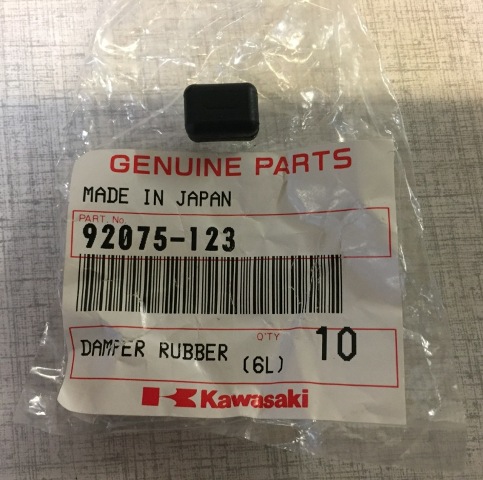 GENUINE PARTS
MADE IN JAPAN
PART. No.
92075-123
Q'TY
DAMPER RUBBER (6L) 10
Kawasaki